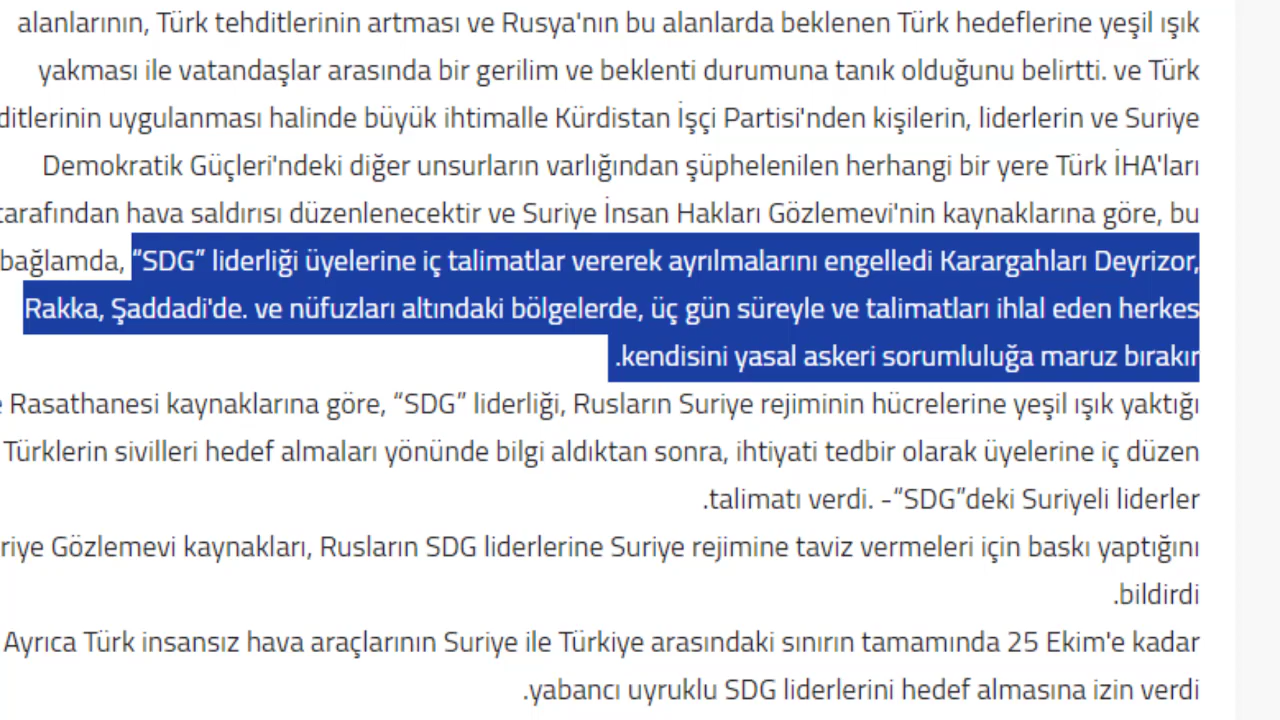 alanlarının, Türk tehditlerinin artması ve Rusya'nın bu alanlarda beklenen Türk hedeflerine yeşil ışık
yakması ile vatandaşlar arasında bir gerilim ve beklenti durumuna tanık olduğunu belirtti. ve Türk
ditlerinin uygulanması halinde büyük ihtimalle Kürdistan İşçi Partisi'nden kişilerin, liderlerin ve Suriye
Demokratik Güçleri'ndeki diğer unsurların varlığından şüphelenilen herhangi bir yere Türk İHA'ları
tarafından hava saldırısı düzenlenecektir ve Suriye İnsan Hakları Gözlemevi'nin kaynaklarına göre, bu
bağlamda, “SDG” liderliği üyelerine iç talimatlar vererek ayrılmalarını engelledi Karargahları Deyrizor,
Rakka, Şaddadi'de. ve nüfuzları altındaki bölgelerde, üç gün süreyle ve talimatları ihlal eden herkes
.kendisini yasal askeri sorumluluğa maruz bırakır
e Rasathanesi kaynaklarına göre, “SDG” liderliği, Rusların Suriye rejiminin hücrelerine yeşil ışık yaktığı
Türklerin sivilleri hedef almaları yönünde bilgi aldıktan sonra, ihtiyati tedbir olarak üyelerine iç düzen
.talimatı verdi. -“SDG”deki Suriyeli liderler
riye Gözlemevi kaynakları, Rusların SDG liderlerine Suriye rejimine taviz vermeleri için baskı yaptığını
.bildirdi
Ayrıca Türk insansız hava araçlarının Suriye ile Türkiye arasındaki sınırın tamamında 25 Ekim'e kadar
.yabancı uyruklu SDG liderlerini hedef almasına izin verdi